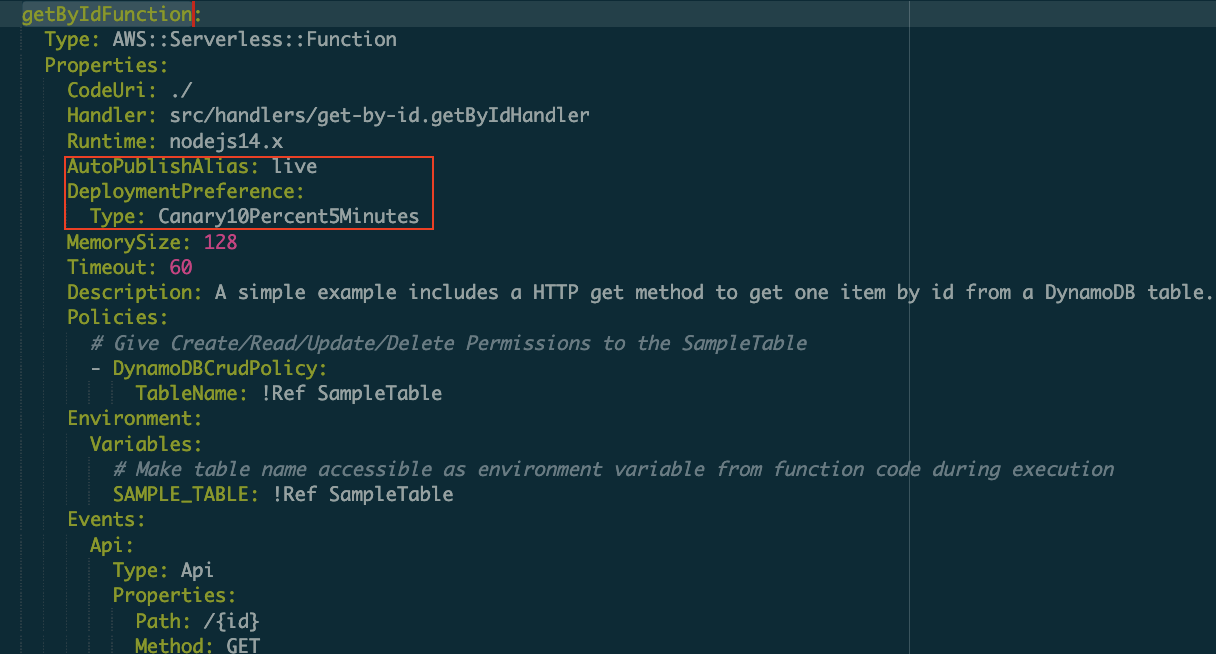 getByIdFunction:
Type: AWS::Serverless::Function
Properties:
CodeUri: ./
Handler: src/handlers/get-by-id.getByIdHandler
Runtime: nodejs14.x
AutoPublishAlias: live
DeploymentPreference:
Type: Canary10Percent5Minutes
MemorySize: 128
Timeout: 60
Description: A simple example includes a HTTP get method to get one item by id from a DynamoDB table.
Policies:
# Give Create/Read/Update/Delete Permissions to the SampleTable
- DynamoDBCrudPolicy:
TableName: !Ref SampleTable
Environment:
Variables:
# Make table name accessible as environment variable from function code during execution
SAMPLE_TABLE: !Ref SampleTable
Events:
Api:
Type: Api
Properties:
Path: /{id}
Method: GET